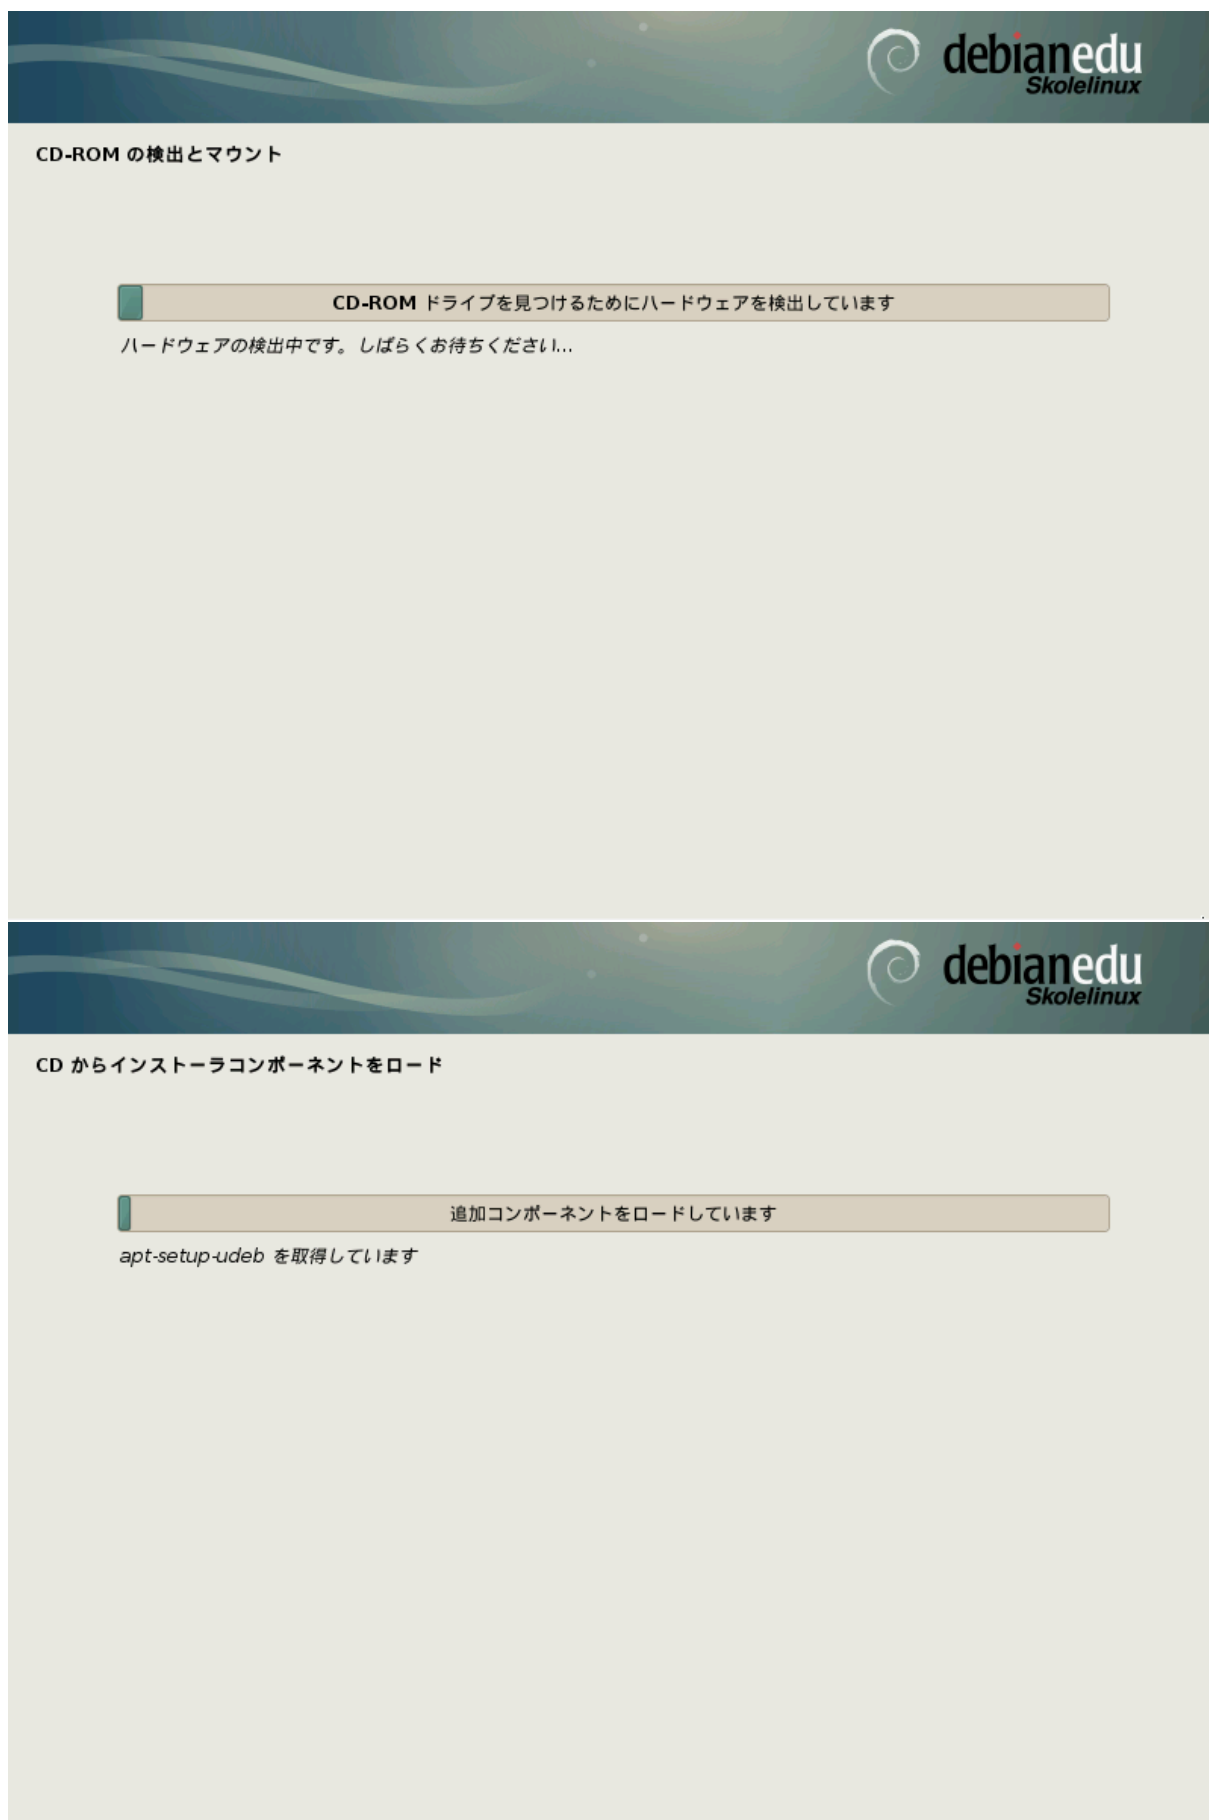 debianedu
Skolelinux
CD-ROM の検出とマウント
CD-ROM ドライブを見つけるためにハードウェアを検出しています
ハードウェアの検出中です。しばらくお待ちください...
debianedu
Skolelinux
CD からインストーラコンポーネントをロード
追加コンポーネントをロードしています
apt-setup-udeb を取得しています